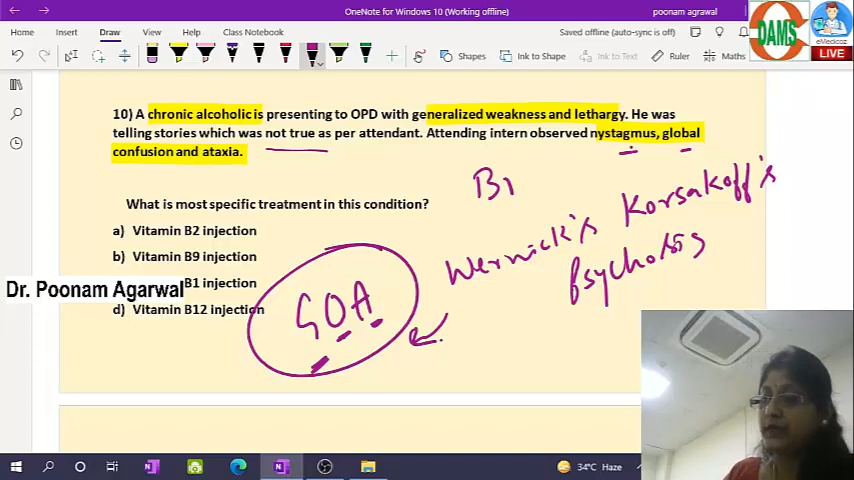 OneNote for Windows 10 (Working offline)
poonam agrawal
Home Insert Draw View Help Class Notebook
Saved offline (auto-sync is off)
DAMS
eMedicoz
LIVE
Shapes Ink to Shape Ink to Text Ruler Maths
10) A chronic alcoholic is presenting to OPD with generalized weakness and lethargy. He was
telling stories which was not true as per attendant. Attending intern observed nystagmus, global
confusion and ataxia.
B1
What is most specific treatment in this condition?
Wernick's Korsakoff's
psychosis
a) Vitamin B2 injection
b) Vitamin B9 injection
B1 injection
d) Vitamin B12 injection
GOA
Dr. Poonam Agarwal
34°C Haze